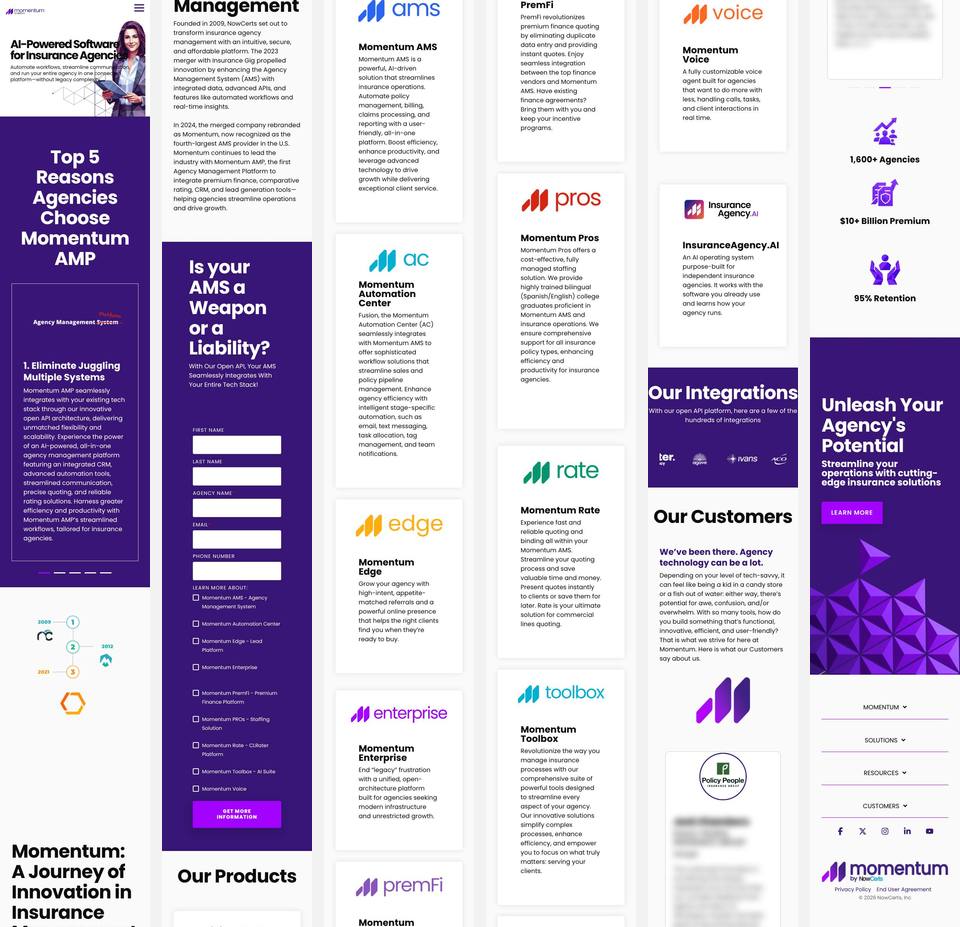 momentum
AI-Powered Software
for Insurance Agencies
Automate workflows, streamline communication,
and run your entire agency in one connected
platform—without legacy complexity.
Top 5
Reasons
Agencies
Choose
Momentum
AMP
Agency Management System
1. Eliminate Juggling
Multiple Systems
Momentum AMP seamlessly
integrates with your existing tech
stack through our innovative
open API architecture, delivering
unmatched flexibility and
scalability. Experience the power
of an AI-powered, all-in-one
agency management platform
featuring an integrated CRM,
advanced automation tools,
streamlined communication,
precise quoting, and reliable
rating solutions. Harness greater
efficiency and productivity with
Momentum AMP's streamlined
workflows, tailored for insurance
agencies.
2009
1
2
2012
2021
3
Momentum:
A Journey of
Innovation in
Insurance
Management
Founded in 2009, NowCerts set out to
transform insurance agency
management with an intuitive, secure,
and affordable platform. The 2023
merger with Insurance Gig propelled
innovation by enhancing the Agency
Management System (AMS) with
integrated data, advanced APIs, and
features like automated workflows and
real-time insights.
In 2024, the merged company rebranded
as Momentum, now recognized as the
fourth-largest AMS provider in the U.S.
Momentum continues to lead the
industry with Momentum AMP, the first
Agency Management Platform to
integrate premium finance, comparative
rating, CRM, and lead generation tools—
helping agencies streamline operations
and drive growth.
Is your
AMS a
Weapon
or a
Liability?
With Our Open API, Your AMS
Seamlessly Integrates With
Your Entire Tech Stack!
FIRST NAME
LAST NAME
AGENCY NAME
EMAIL
PHONE NUMBER
LEARN MORE ABOUT:
Momentum AMS - Agency
Management System
Momentum Automation Center
Momentum Edge - Lead
Platform
Momentum Enterprise
Momentum PremFi - Premium
Finance Platform
Momentum PROs - Staffing
Solution
Momentum Rate - CLRater
Platform
Momentum Toolbox - AI Suite
Momentum Voice
GET MORE
INFORMATION
Our Products
ams
Momentum AMS
Momentum AMS is a
powerful, AI-driven
solution that streamlines
insurance operations.
Automate policy
management, billing,
claims processing, and
reporting with a user-
friendly, all-in-one
platform. Boost efficiency,
enhance productivity, and
leverage advanced
technology to drive
growth while delivering
exceptional client service.
ac
Momentum
Automation
Center
Fusion, the Momentum
Automation Center (AC)
seamlessly integrates
with Momentum AMS to
offer sophisticated
workflow solutions that
streamline sales and
policy pipeline
management. Enhance
agency efficiency with
intelligent stage-specific
automation, such as
email, text messaging,
task allocation, tag
management, and team
notifications.
edge
Momentum
Edge
Grow your agency with
high-intent, appetite-
matched referrals and a
powerful online presence
that helps the right clients
find you when they're
ready to buy.
enterprise
Momentum
Enterprise
End “legacy” frustration
with a unified, open-
architecture platform
built for agencies seeking
modern infrastructure
and unrestricted growth.
premFi
Momentum
PremFi
PremFi revolutionizes
premium finance quoting
by eliminating duplicate
data entry and providing
instant quotes. Enjoy
seamless integration
between the top finance
vendors and Momentum
AMS. Have existing
finance agreements?
Bring them with you and
keep your incentive
programs.
pros
Momentum Pros
Momentum Pros offers a
cost-effective, fully
managed staffing
solution. We provide
highly trained bilingual
(Spanish/English) college
graduates proficient in
Momentum AMS and
insurance operations. We
ensure comprehensive
support for all insurance
policy types, enhancing
efficiency and
productivity for insurance
agencies.
rate
Momentum Rate
Experience fast and
reliable quoting and
binding all within your
Momentum AMS.
Streamline your quoting
process and save
valuable time and money.
Present quotes instantly
to clients or save them for
later. Rate is your ultimate
solution for commercial
lines quoting.
toolbox
Momentum
Toolbox
Revolutionize the way you
manage insurance
processes with our
comprehensive suite of
powerful tools designed
to streamline every
aspect of your agency.
Our innovative solutions
simplify complex
processes, enhance
efficiency, and empower
you to focus on what truly
matters: serving your
clients.
voice
Momentum
Voice
A fully customizable voice
agent built for agencies
that want to do more with
less, handling calls, tasks,
and client interactions in
real time.
Insurance
Agency.AI
InsuranceAgency.AI
An AI operating system
purpose-built for
independent insurance
agencies. It works with the
software you already use
and learns how your
agency runs.
Our Integrations
With our open API platform, here are a few of the
hundreds of integrations
ter.
agave
ivans
NCO
Our Customers
We've been there. Agency
technology can be a lot.
Depending on your level of tech-savvy, it
can feel like being a kid in a candy store
or a fish out of water: either way, there's
potential for awe, confusion, and/or
overwhelm. With so many tools, how do
you build something that's functional,
innovative, efficient, and user-friendly?
That is what we strive for here at
Momentum. Here is what our Customers
say about us.
Policy People
INSURANCE GROUP
1,600+ Agencies
$10+ Billion Premium
95% Retention
Unleash Your
Agency's
Potential
Streamline your
operations with cutting-
edge insurance solutions
LEARN MORE
MOMENTUM
SOLUTIONS
RESOURCES
CUSTOMERS
momentum
by NowCerts
Privacy Policy End User Agreement
© 2026 NowCerts, Inc